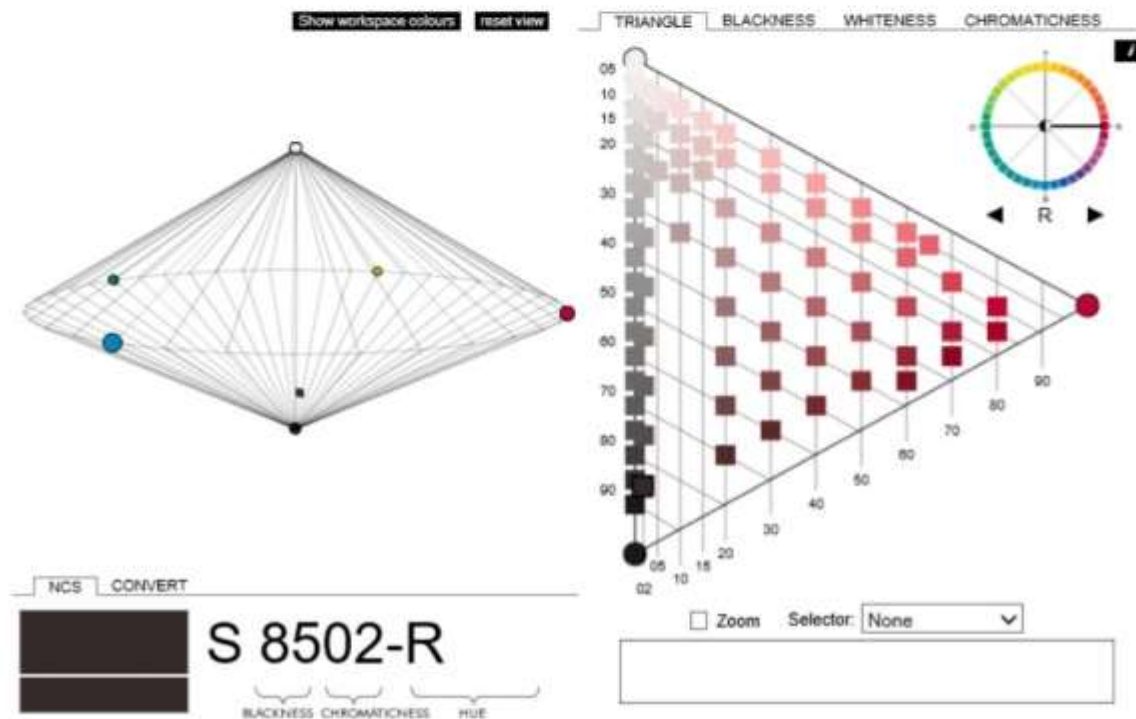 Show workspace colours reset view
TRIANGLE BLACKNESS WHITENESS CHROMATICNESS
i
05
10
15
20
30
40
50
60
70
80
90
R
90
80
70
60
50
40
30
20
15
10
05
02
NCS CONVERT
S 8502-R
BLACKNESS CHROMATICNESS HUE
Zoom Selector: None